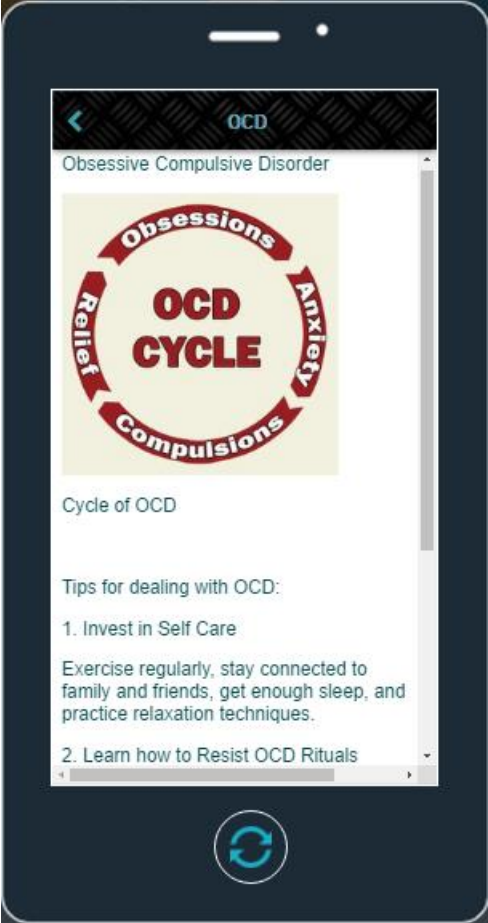 OCD
Obsessive Compulsive Disorder
Obsessions
Anxiety
Compulsions
Relief
OCD
CYCLE
Cycle of OCD
Tips for dealing with OCD:
1. Invest in Self Care
Exercise regularly, stay connected to
family and friends, get enough sleep, and
practice relaxation techniques.
2. Learn how to Resist OCD Rituals